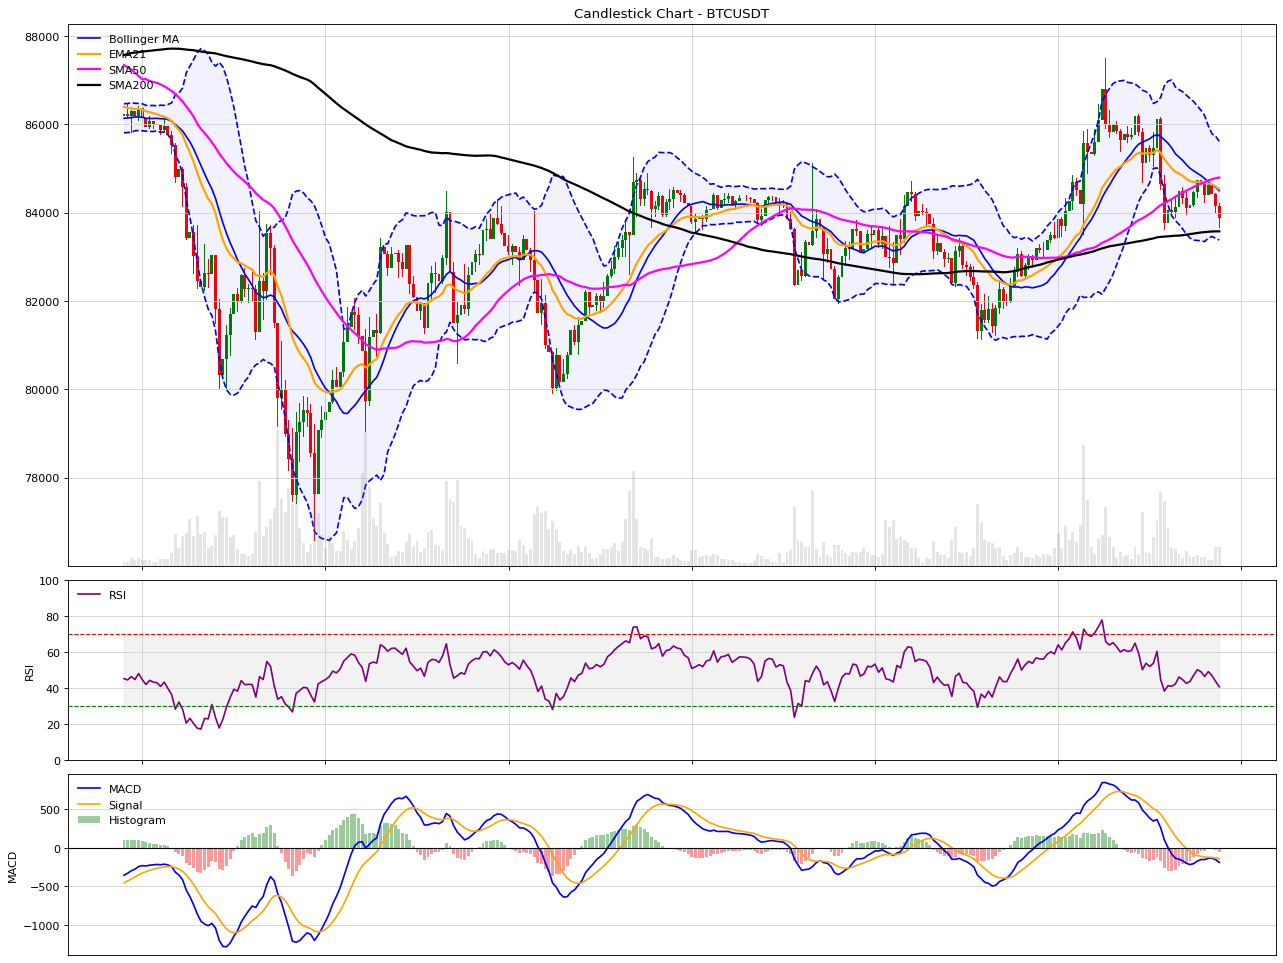 Candlestick Chart - BTCUSDT
88000
86000
84000
82000
80000
78000
Bollinger MA
EMA21
SMA50
SMA200
100
80
60
40
20
0
RSI
RSI
500
0
−500
−1000
MACD
MACD
Signal
Histogram